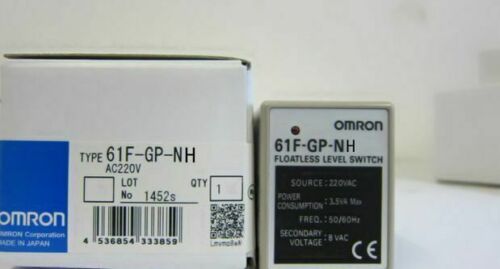 TYPE 61F-GP-NH
AC220V
LOT
No 1452s
QTY
1
4 536854 333859
OMRON
OMRON Corporation
MADE IN JAPAN
OMRON
61F-GP-NH
FLOATLESS LEVEL SWITCH
SOURCE : 220VAC
POWER
CONSUMPTION : 3.5VA Max
FREQ. : 50/60Hz
SECONDARY
VOLTAGE : 8 VAC
CE